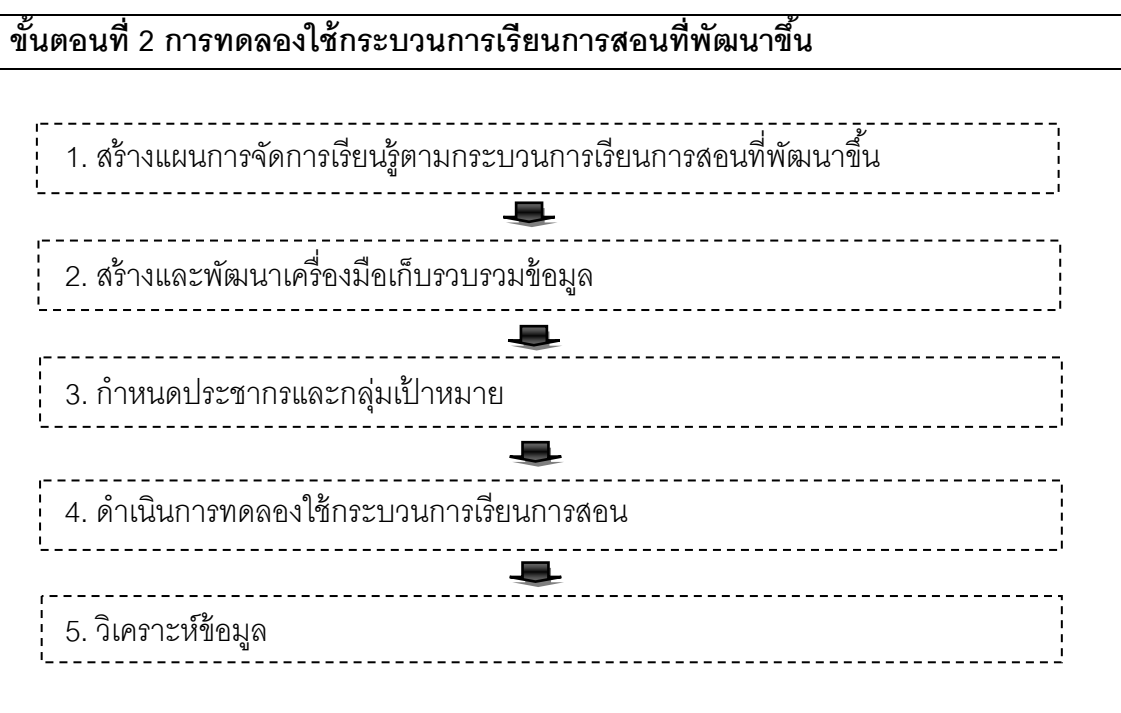 ขั้นตอนที่ 2 การทดลองใช้กระบวนการเรียนการสอนที่พัฒนาขึ้น
1. สร้างแผนการจัดการเรียนรู้ตามกระบวนการเรียนการสอนที่พัฒนาขึ้น
2. สร้างและพัฒนาเครื่องมือเก็บรวบรวมข้อมูล
3. กำหนดประชากรและกลุ่มเป้าหมาย
4. ดำเนินการทดลองใช้กระบวนการเรียนการสอน
5. วิเคราะห์ข้อมูล